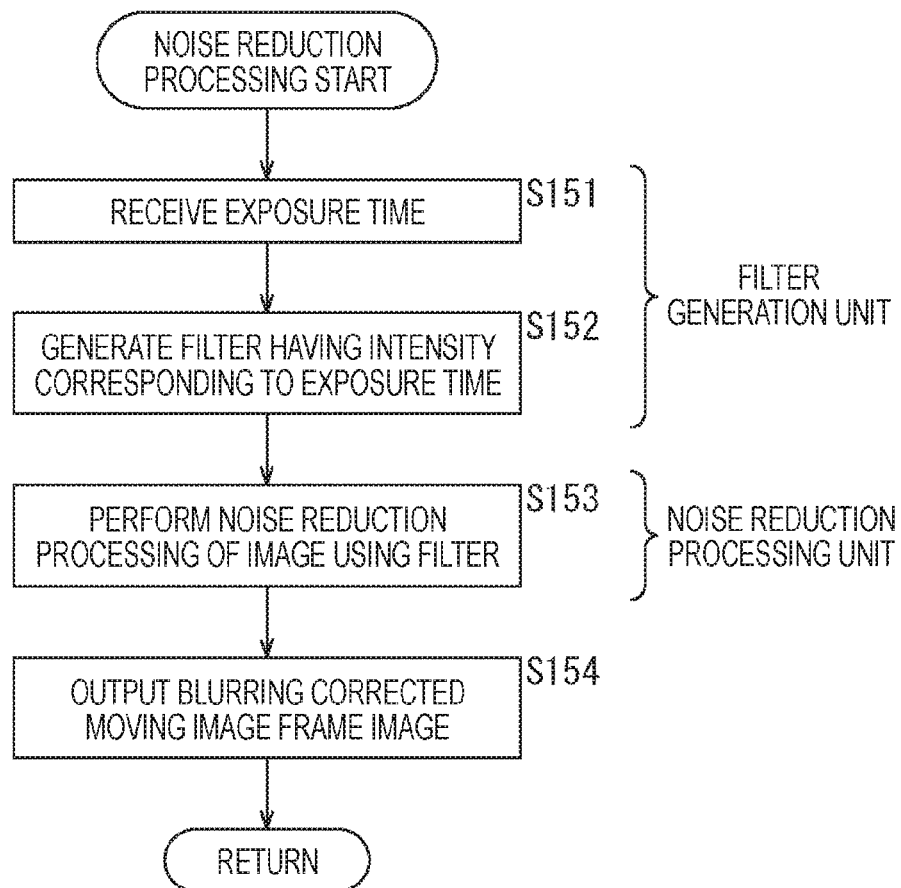 NOISE REDUCTION
PROCESSING START
S151
RECEIVE EXPOSURE TIME
S152
GENERATE FILTER HAVING INTENSITY
CORRESPONDING TO EXPOSURE TIME
FILTER
GENERATION UNIT
S153
PERFORM NOISE REDUCTION
PROCESSING OF IMAGE USING FILTER
NOISE REDUCTION
PROCESSING UNIT
S154
OUTPUT BLURRING CORRECTED
MOVING IMAGE FRAME IMAGE
RETURN